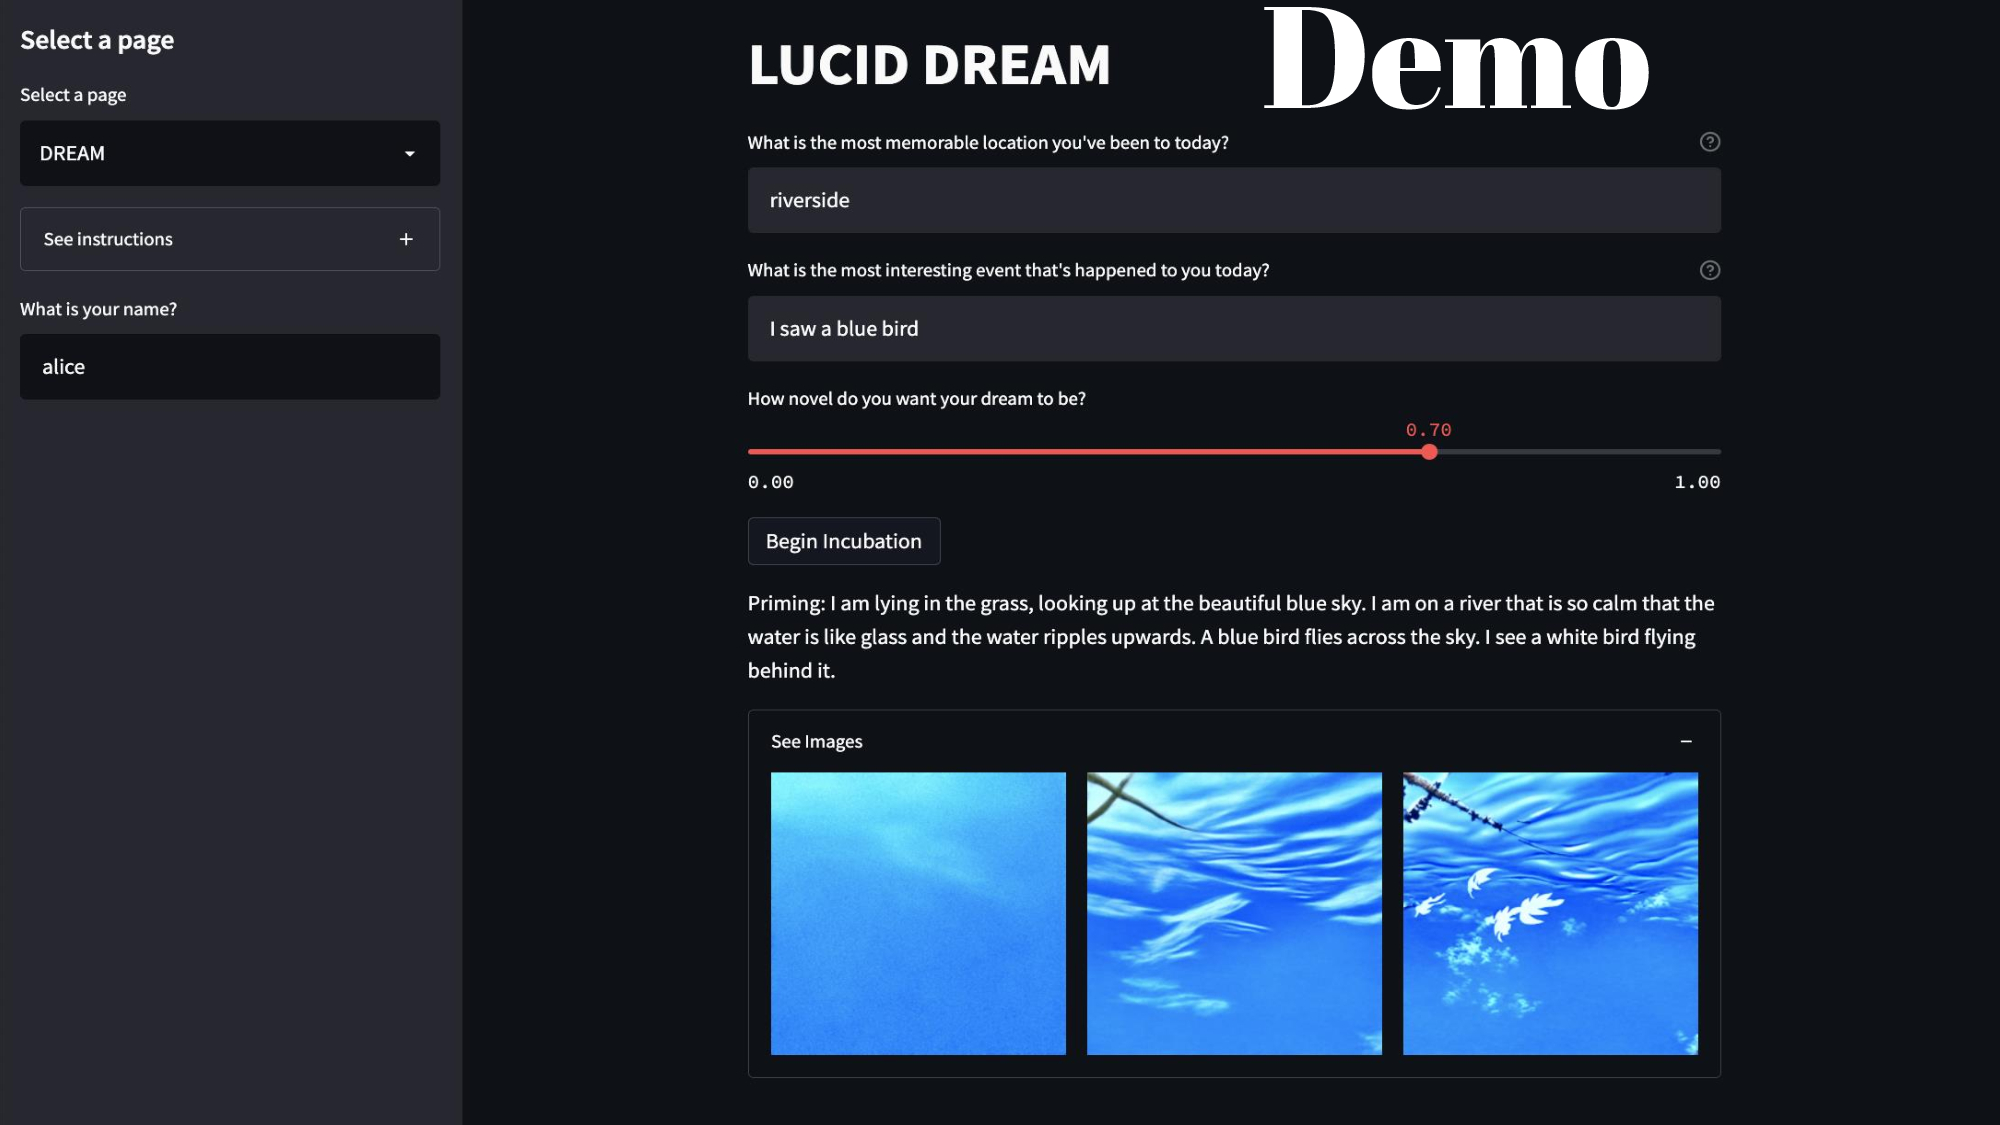 Select a page
Select a page
DREAM
See instructions
What is your name?
alice
LUCID DREAM
Demo
What is the most memorable location you've been to today?
riverside
What is the most interesting event that's happened to you today?
I saw a blue bird
How novel do you want your dream to be?
0.70
0.00
1.00
Begin Incubation
Priming: I am lying in the grass, looking up at the beautiful blue sky. I am on a river that is so calm that the
water is like glass and the water ripples upwards. A blue bird flies across the sky. I see a white bird flying
behind it.
See Images